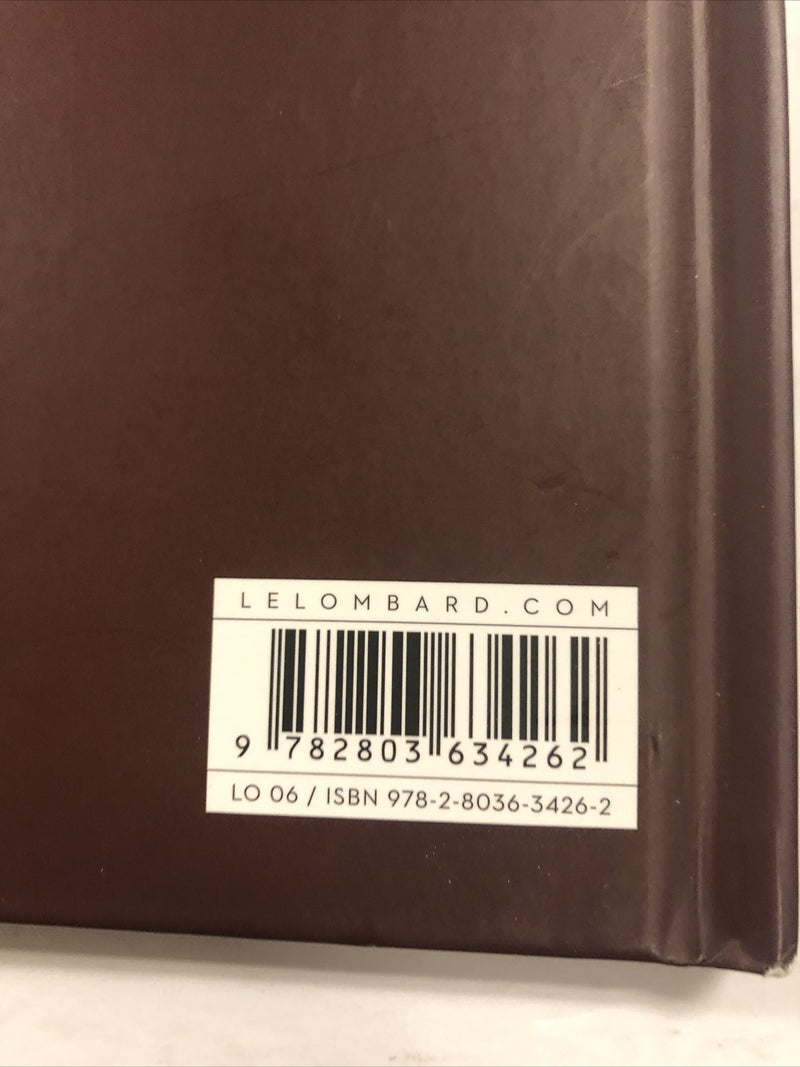 LELOMBARD.COM
9 782803 634262
LO 06 / ISBN 978-2-8036-3426-2